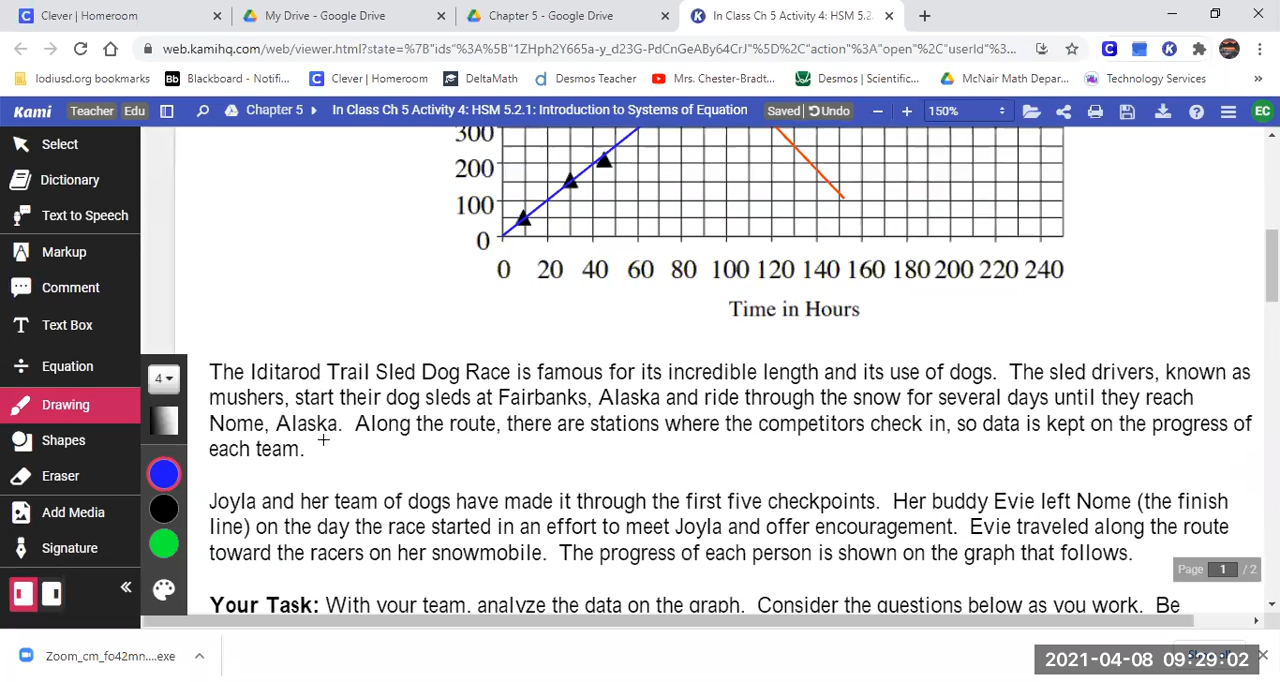 Clever | Homeroom
My Drive - Google Drive
Chapter 5 - Google Drive
In Class Ch 5 Activity 4: HSM 5.2.
web.kamihq.com/web/viewer.html?state=%7B"ids"%3A%5B"1ZHph2Y665a-y_d23G-PdCnGeABy64CrJ"%5D%2C"action"%3A"open"%2C"userId"%3...
lodiusd.org bookmarks
Blackboard - Notifi...
Clever | Homeroom
DeltaMath
Desmos Teacher
Mrs. Chester-Bradt...
Desmos | Scientific...
McNair Math Depar...
Technology Services
»
Kami
Teacher
Edu
Chapter 5
In Class Ch 5 Activity 4: HSM 5.2.1: Introduction to Systems of Equation
Saved
Undo
150%
EC
Select
Dictionary
Text to Speech
Markup
Comment
Text Box
Equation
Drawing
Shapes
Eraser
Add Media
Signature
4
300
200
100
0
0 20 40 60 80 100 120 140 160 180 200 220 240
Time in Hours
The Iditarod Trail Sled Dog Race is famous for its incredible length and its use of dogs. The sled drivers, known as
mushers, start their dog sleds at Fairbanks, Alaska and ride through the snow for several days until they reach
Nome, Alaska. Along the route, there are stations where the competitors check in, so data is kept on the progress of
each team.
Joyla and her team of dogs have made it through the first five checkpoints. Her buddy Evie left Nome (the finish
line) on the day the race started in an effort to meet Joyla and offer encouragement. Evie traveled along the route
toward the racers on her snowmobile. The progress of each person is shown on the graph that follows.
Your Task: With your team, analyze the data on the graph. Consider the questions below as you work. Be
Page 1 / 2
Zoom_cm_fo42mn....exe
2021-04-08 09:29:02